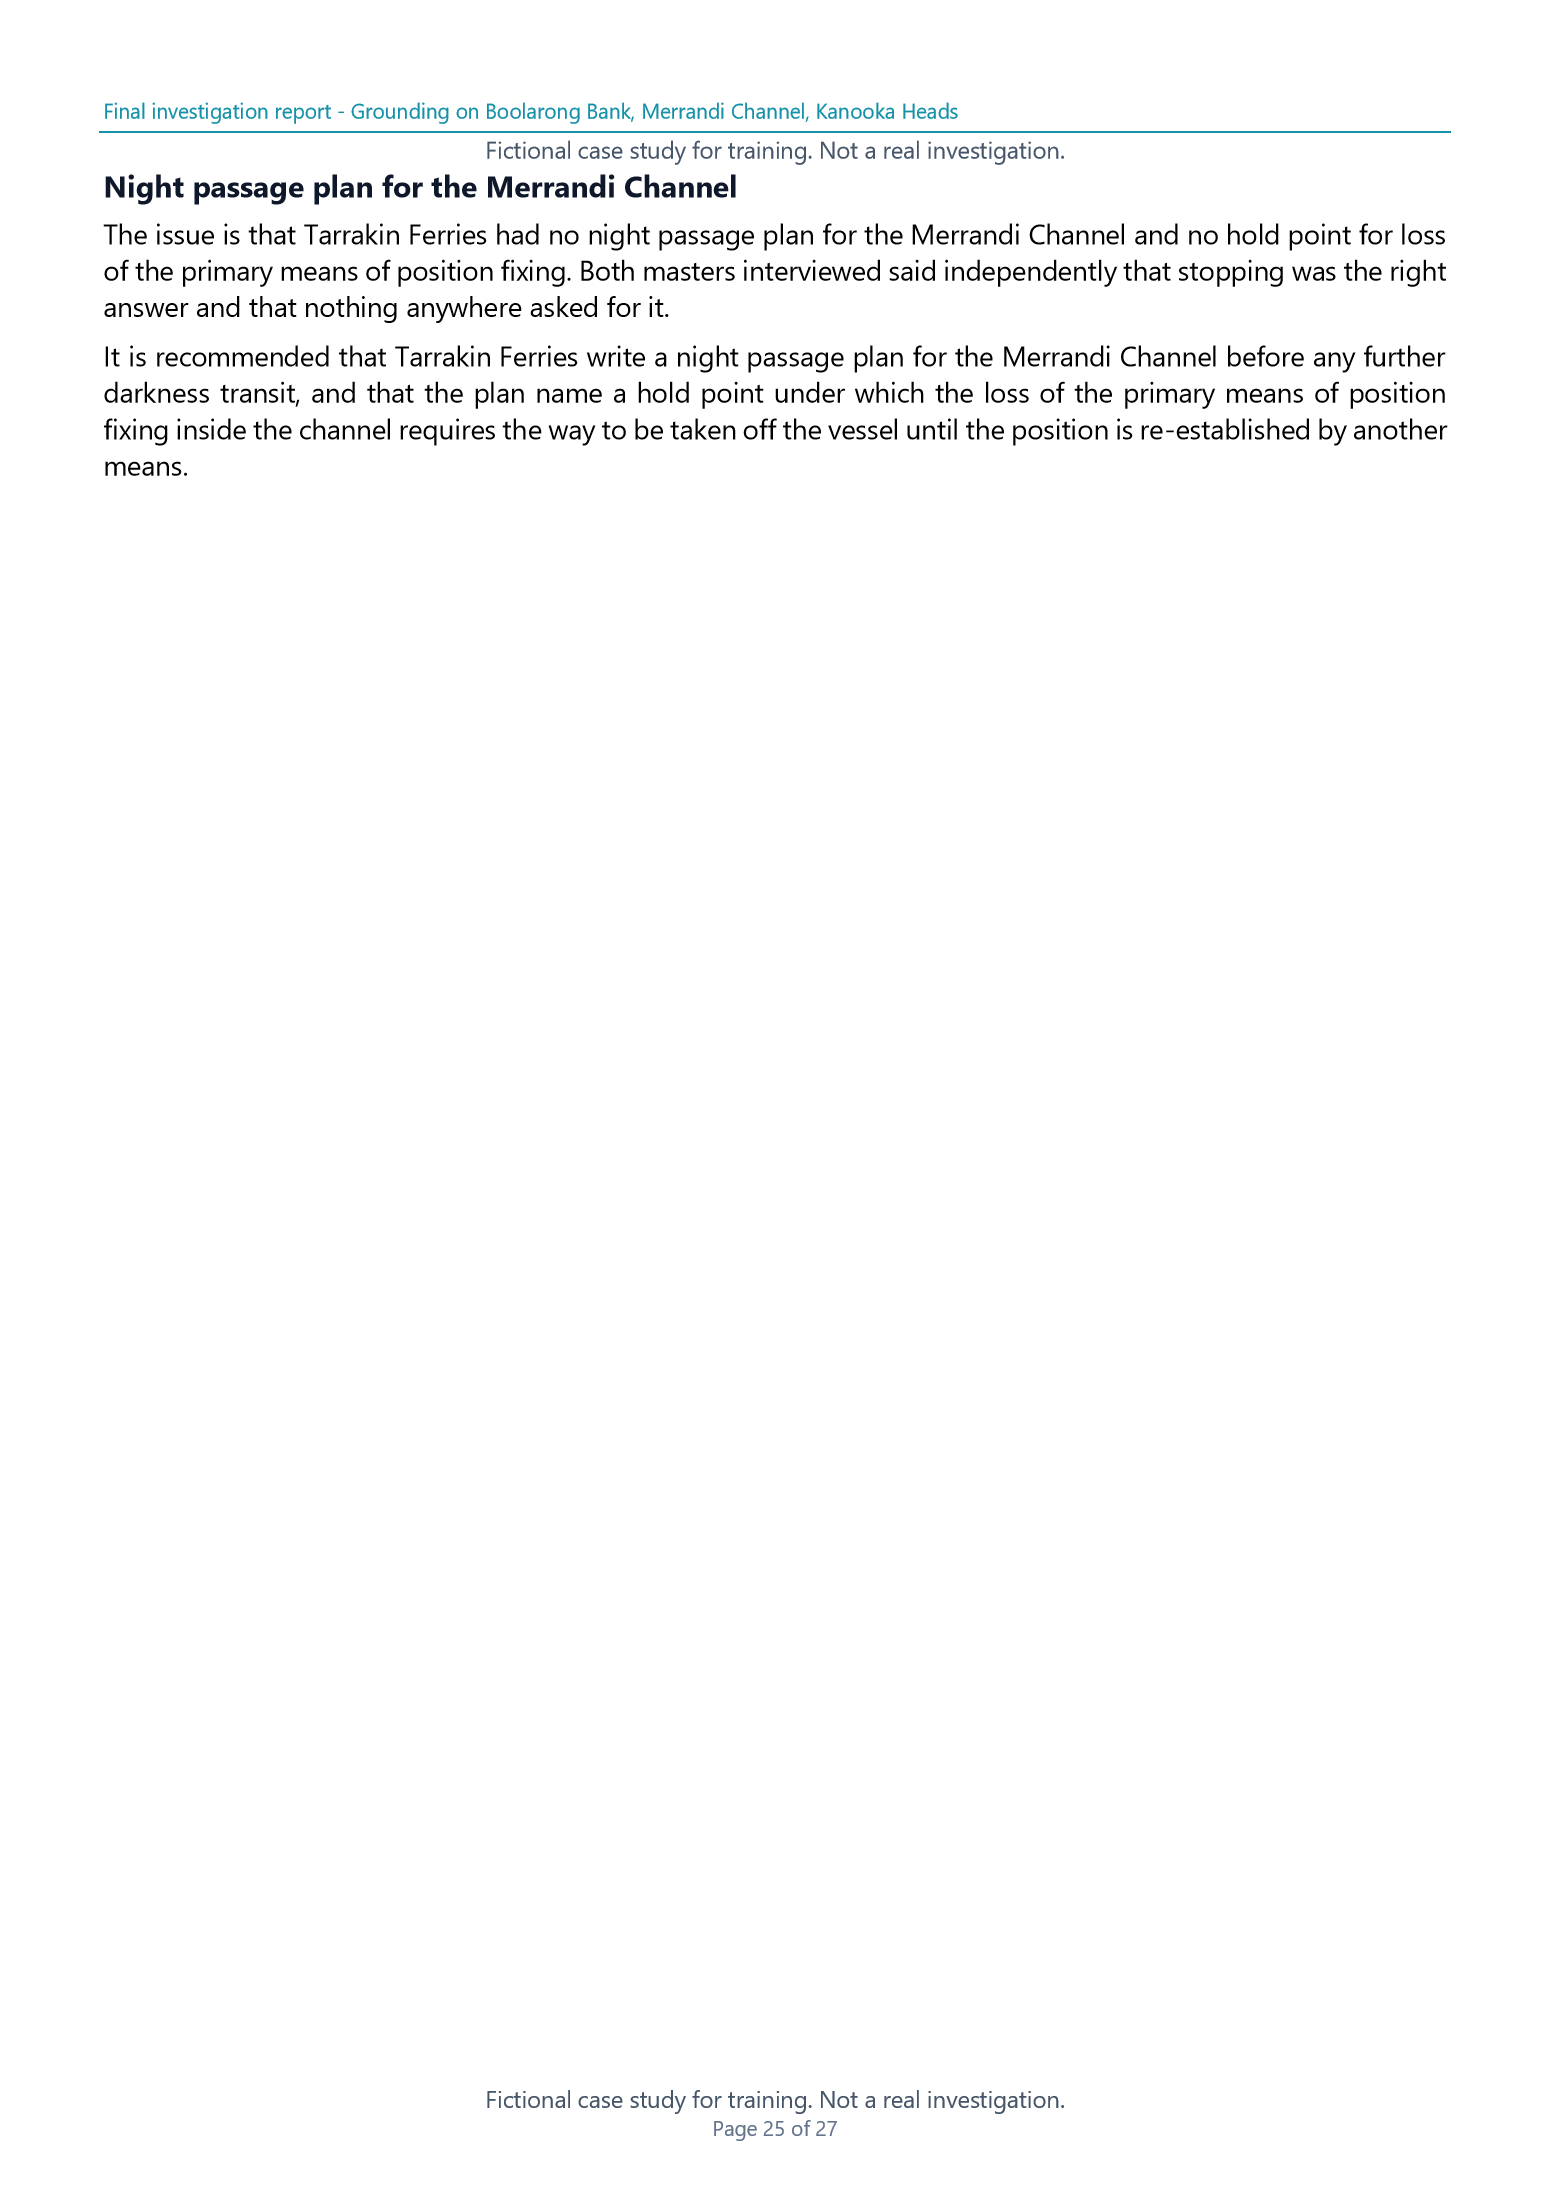 Final investigation report - Grounding on Boolarong Bank, Merrandi Channel, Kanooka Heads
Fictional case study for training. Not a real investigation.
Night passage plan for the Merrandi Channel
The issue is that Tarrakin Ferries had no night passage plan for the Merrandi Channel and no hold point for loss
of the primary means of position fixing. Both masters interviewed said independently that stopping was the right
answer and that nothing anywhere asked for it.
It is recommended that Tarrakin Ferries write a night passage plan for the Merrandi Channel before any further
darkness transit, and that the plan name a hold point under which the loss of the primary means of position
fixing inside the channel requires the way to be taken off the vessel until the position is re-established by another
means.
Fictional case study for training. Not a real investigation.
Page 25 of 27